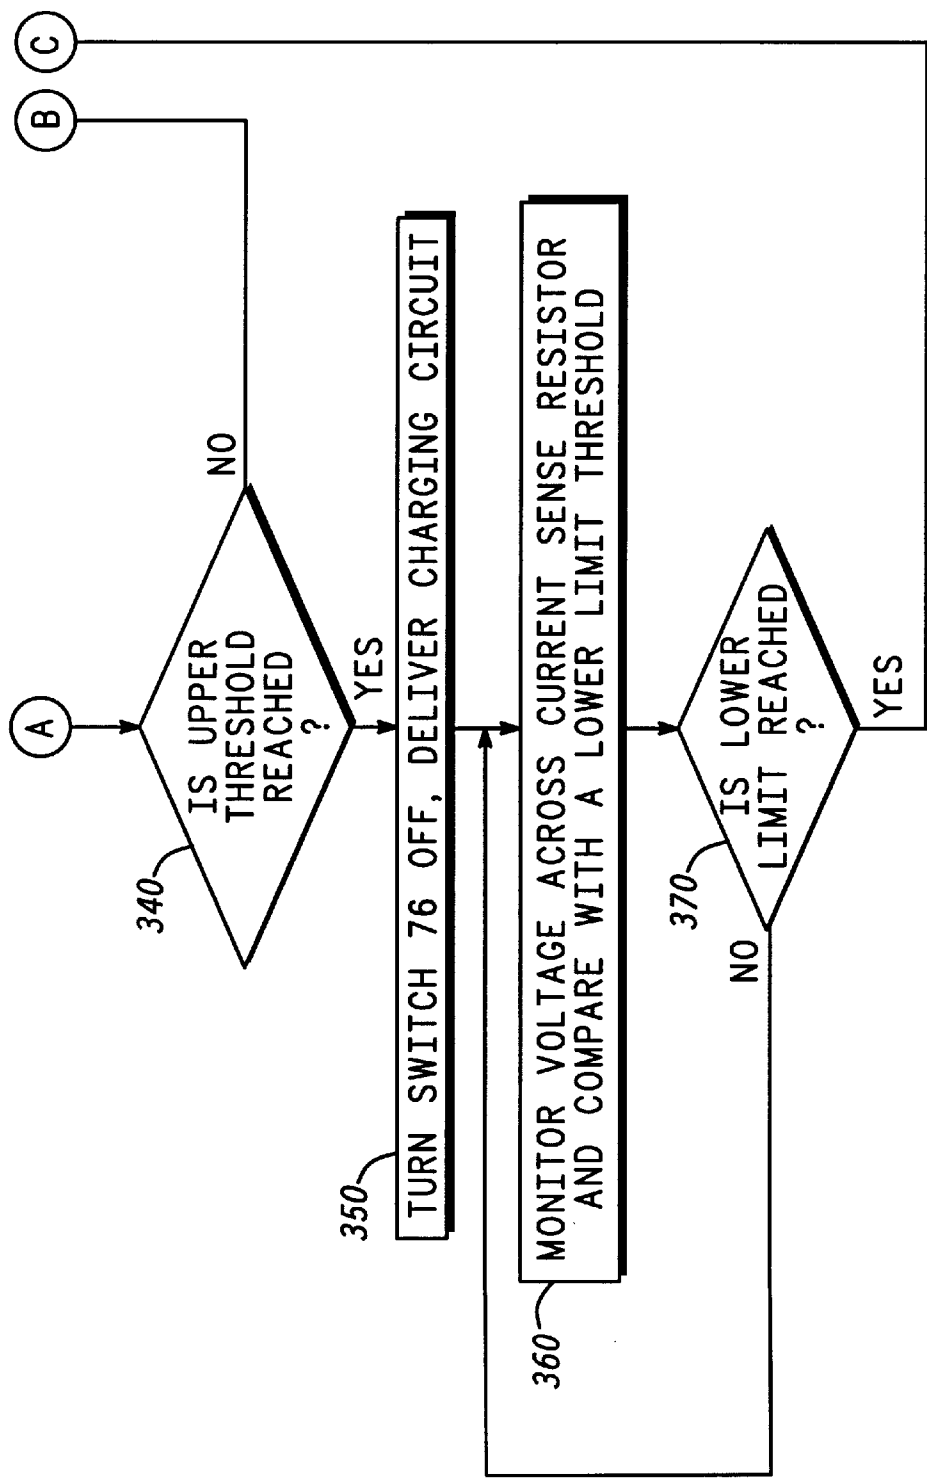 A
B
C
340
IS UPPER
THRESHOLD
REACHED
?
NO
YES
350
TURN SWITCH 76 OFF, DELIVER CHARGING CIRCUIT
360
MONITOR VOLTAGE ACROSS CURRENT SENSE RESISTOR
AND COMPARE WITH A LOWER LIMIT THRESHOLD
370
IS LOWER
LIMIT REACHED
?
NO
YES